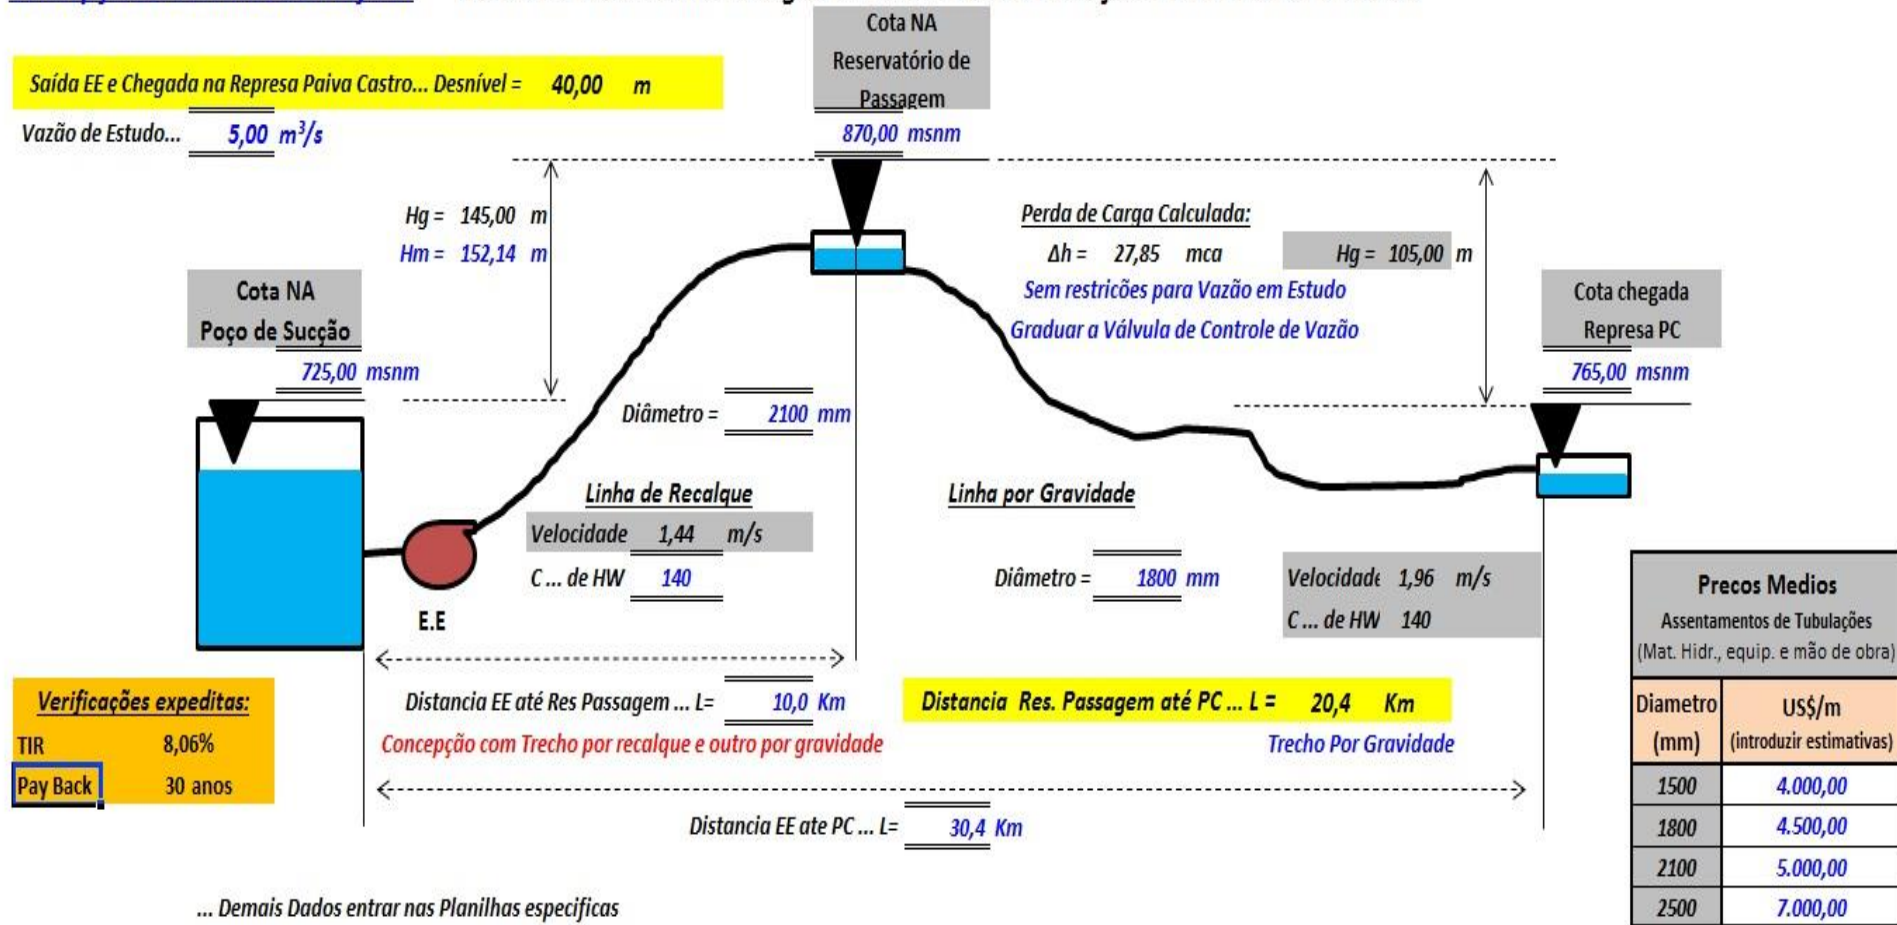 Cota NA
Reservatório de
Passagem
870,00 msnm
Saída EE e Chegada na Represa Paiva Castro... Desnível = 40,00 m
Vazão de Estudo... 5,00 m³/s
Hg = 145,00 m
Hm = 152,14 m
Perda de Carga Calculada:
Δh = 27,85 mca
Hg = 105,00 m
Sem restricões para Vazão em Estudo
Graduar a Válvula de Controle de Vazão
Cota NA
Poço de Sucção
725,00 msnm
Cota chegada
Represa PC
765,00 msnm
Diâmetro = 2100 mm
Linha de Recalque
Velocidade 1,44 m/s
C ... de HW 140
Linha por Gravidade
Diâmetro = 1800 mm
Velocidade 1,96 m/s
C ... de HW 140
E.E
Distancia EE até Res Passagem ... L= 10,0 Km
Distancia Res. Passagem até PC ... L = 20,4 Km
Concepção com Trecho por recalque e outro por gravidade
Trecho Por Gravidade
Verificações expeditas:
TIR 8,06%
Pay Back 30 anos
Distancia EE ate PC ... L= 30,4 Km
... Demais Dados entrar nas Planilhas especificas
Precos Medios
Assentamentos de Tubulações
(Mat. Hidr., equip. e mão de obra)
Diametro (mm) US$/m (introduzir estimativas)
1500 4.000,00
1800 4.500,00
2100 5.000,00
2500 7.000,00